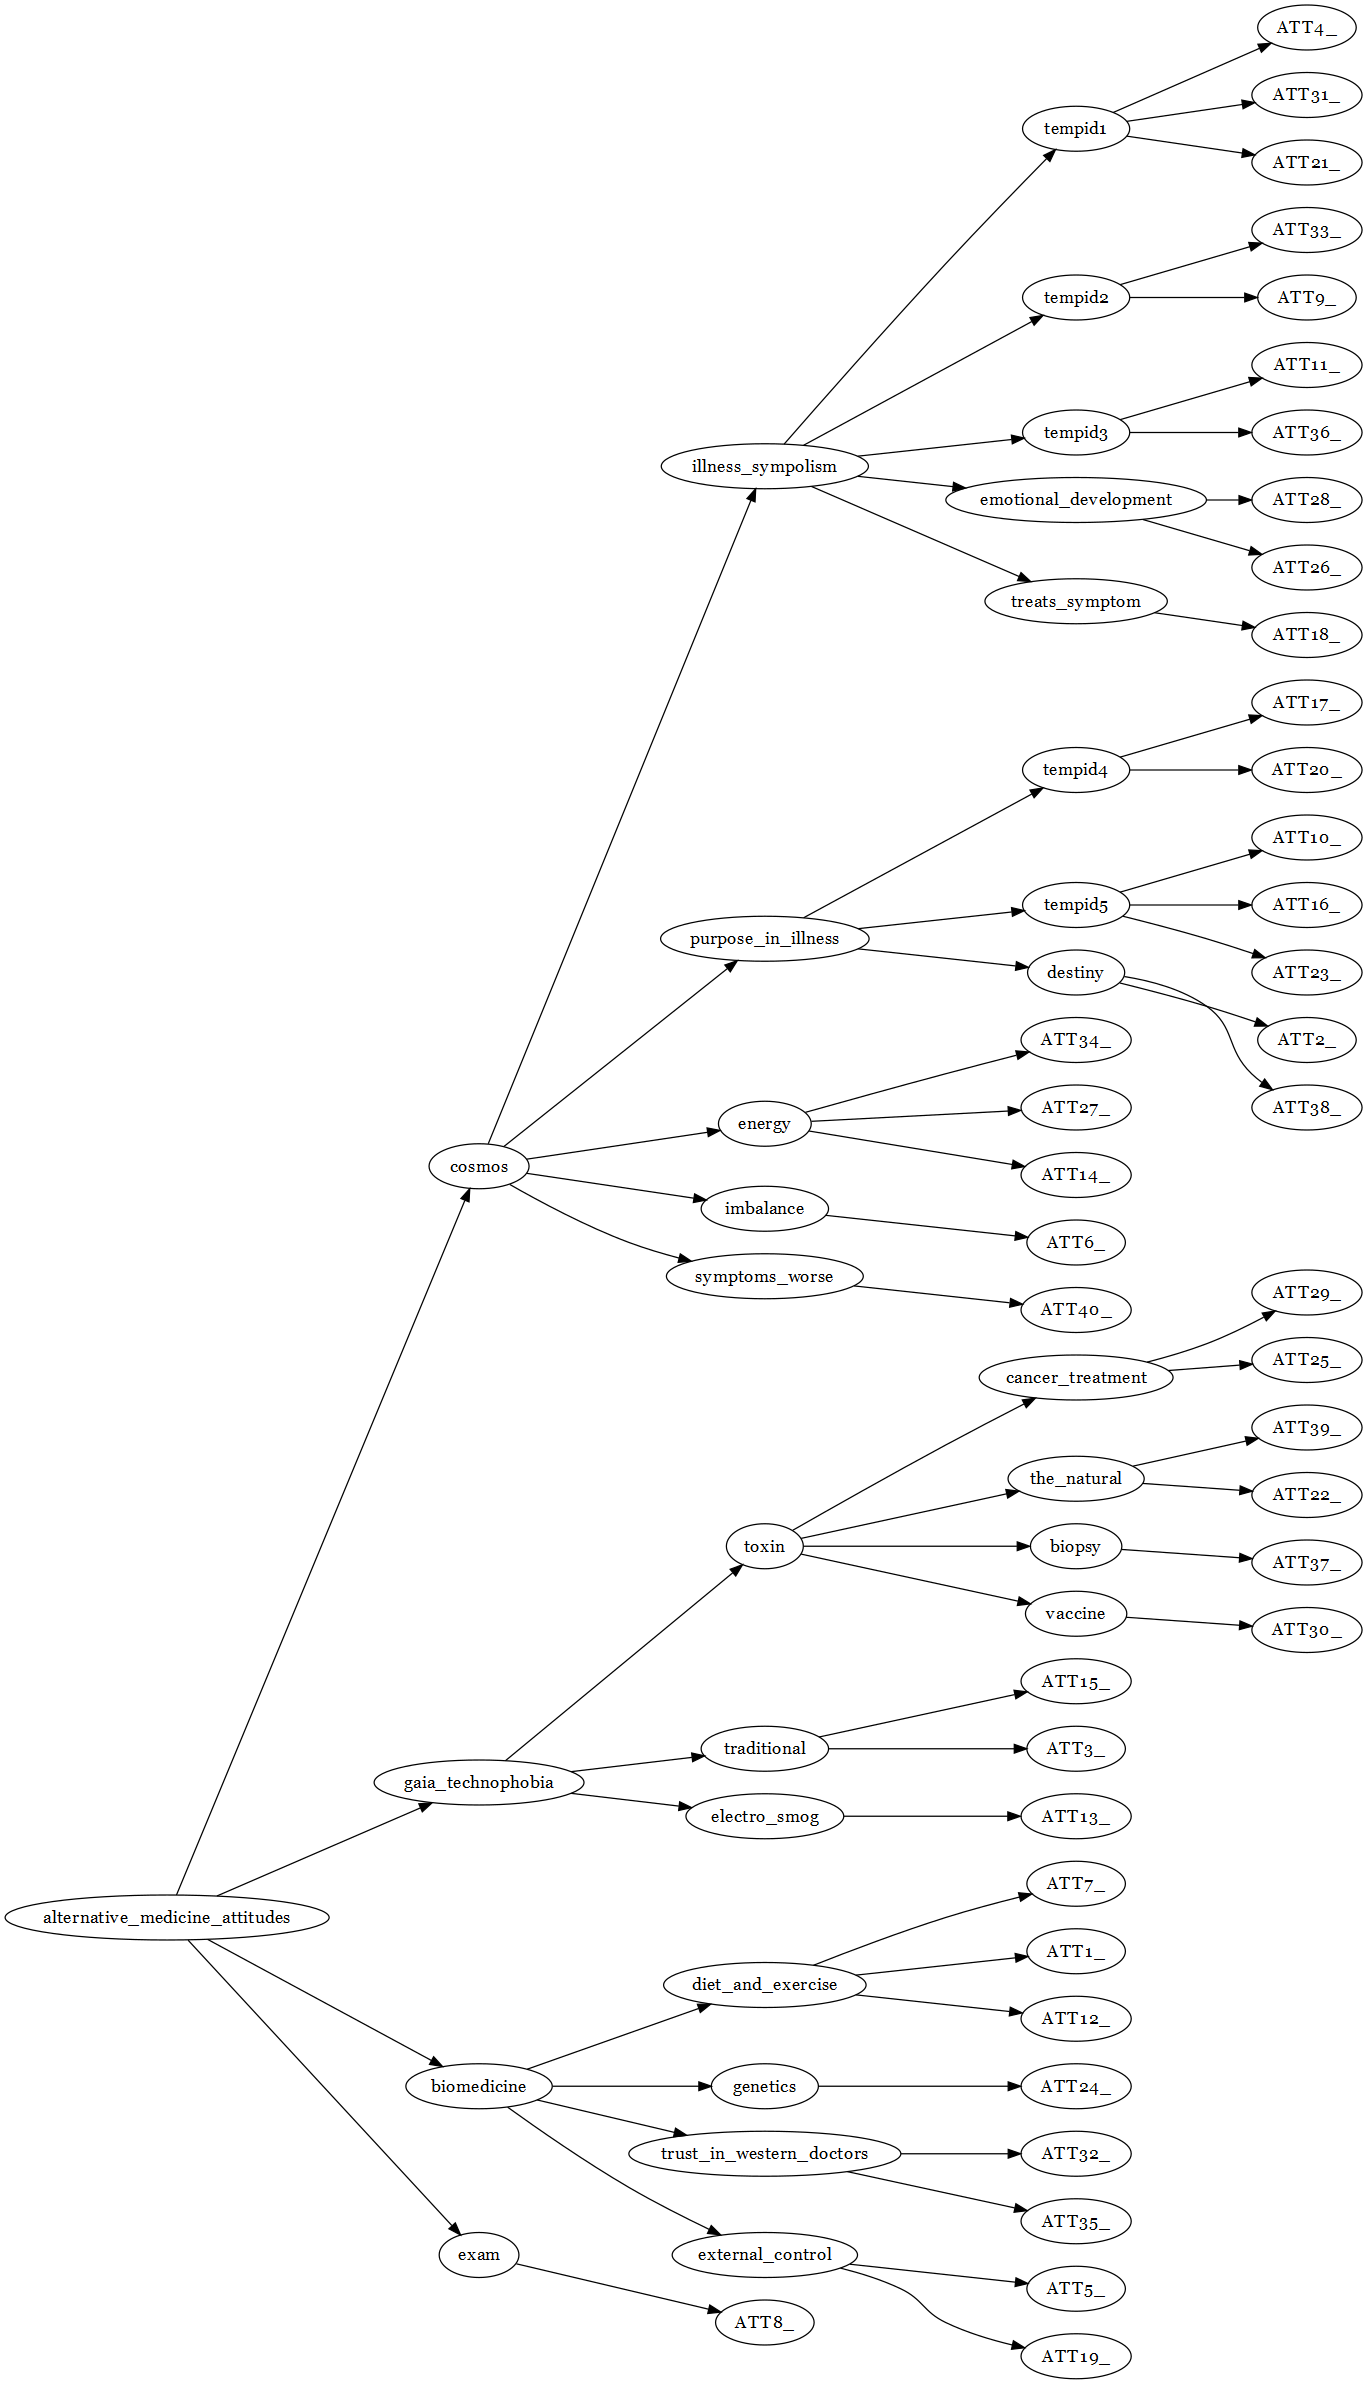 ATT4_
ATT31_
tempid1
ATT21_
ATT33_
tempid2
ATT9_
ATT11_
tempid3
ATT36_
illness_sympolism
emotional_development
ATT28_
ATT26_
treats_symptom
ATT18_
ATT17_
tempid4
ATT20_
ATT10_
tempid5
ATT16_
purpose_in_illness
destiny
ATT23_
ATT34_
ATT2_
energy
ATT27_
ATT38_
cosmos
ATT14_
imbalance
ATT6_
symptoms_worse
ATT40_
ATT29_
cancer_treatment
ATT25_
ATT39_
the_natural
ATT22_
toxin
biopsy
ATT37_
vaccine
ATT30_
ATT15_
traditional
ATT3_
gaia_technophobia
electro_smog
ATT13_
ATT7_
alternative_medicine_attitudes
ATT1_
diet_and_exercise
ATT12_
biomedicine
genetics
ATT24_
trust_in_western_doctors
ATT32_
ATT35_
exam
external_control
ATT5_
ATT8_
ATT19_